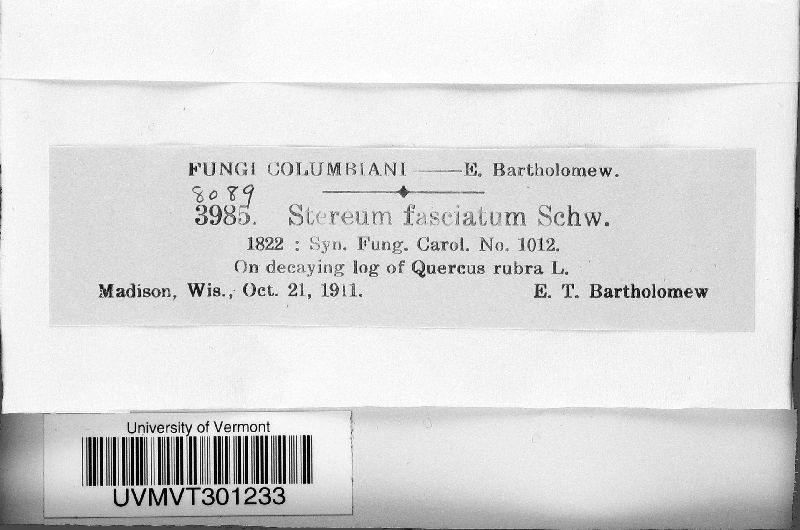 FUNGI COLUMBIANI —— E. Bartholomew.
8089
3985. Stereum fasciatum Schw.
1822 : Syn. Fung. Carol. No. 1012.
On decaying log of Quercus rubra L.
Madison, Wis., Oct. 21, 1911. E. T. Bartholomew
University of Vermont
UVMVT301233